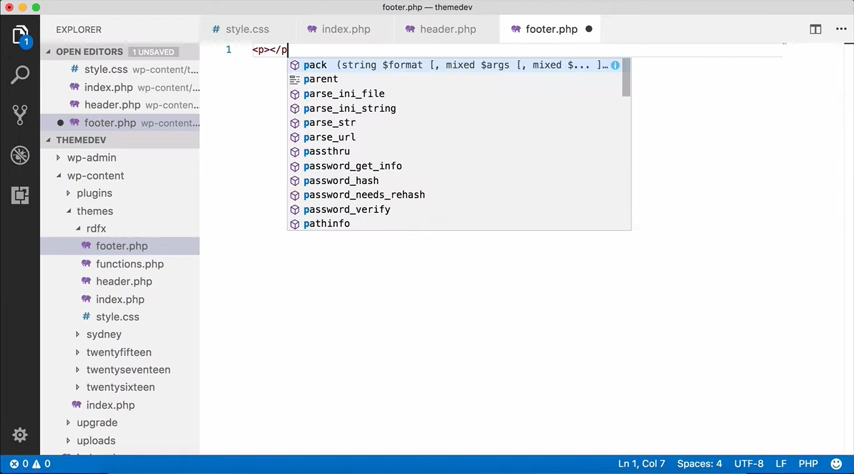 footer.php — themedev
EXPLORER
# style.css
index.php
header.php
footer.php
1
OPEN EDITORS 1 UNSAVED
style.css wp-content/t...
index.php wp-content/...
header.php wp-conten...
footer.php wp-content...
THEMEDEV
wp-admin
wp-content
plugins
themes
rdfx
footer.php
functions.php
header.php
index.php
style.css
sydney
twentyfifteen
twentyseventeen
twentysixteen
index.php
upgrade
uploads
1 <p></p
pack (string $format [, mixed $args [, mixed $... ]...
parent
parse_ini_file
parse_ini_string
parse_str
parse_url
passthru
password_get_info
password_hash
password_needs_rehash
password_verify
pathinfo
0 0
Ln 1, Col 7 Spaces: 4 UTF-8 LF PHP